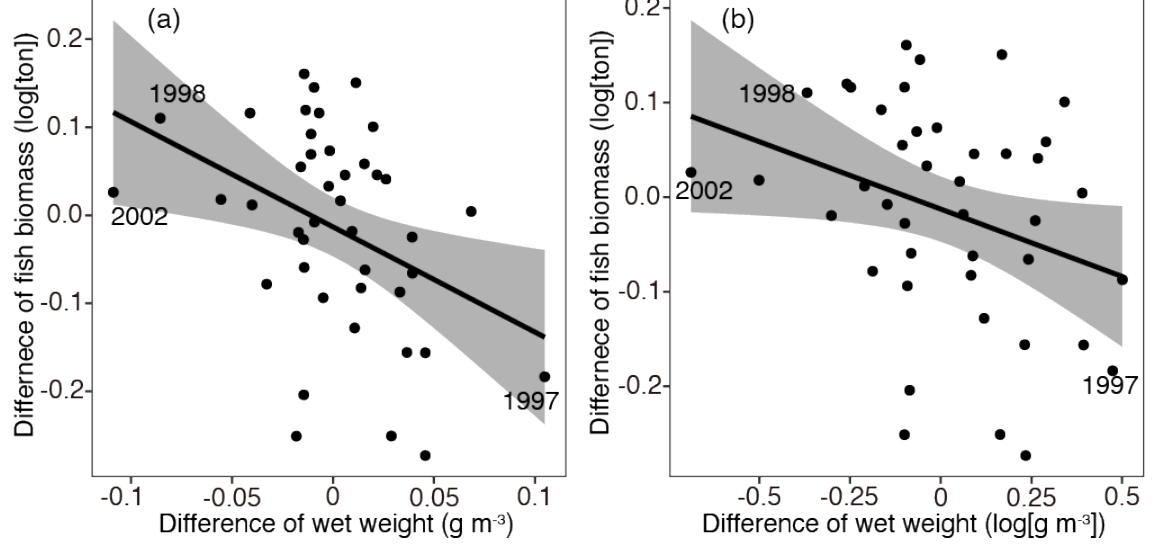 (a)
Differnece of fish biomass (log[ton])
0.2
0.1
0.0
-0.1
-0.2
1998
2002
1997
-0.1 -0.05 0 0.05 0.1
Difference of wet weight (g m⁻³)
(b)
Differnece of fish biomass (log[ton])
0.2
0.1
0.0
-0.1
-0.2
1998
2002
1997
-0.5 -0.25 0 0.25 0.5
Difference of wet weight (log[g m⁻³])